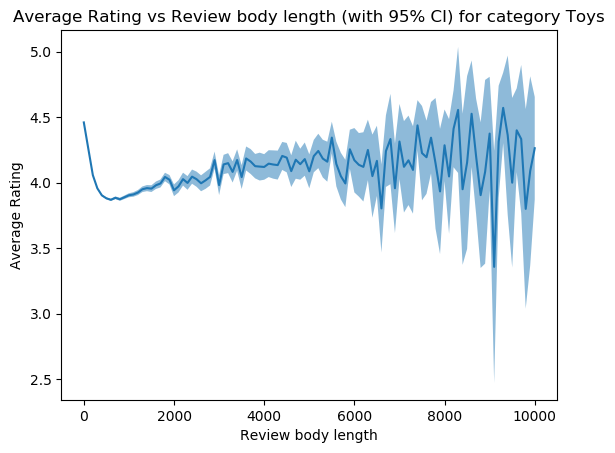 Average Rating vs Review body length (with 95% CI) for category Toys
5.0
4.5
4.0
3.5
3.0
2.5
Average Rating
0 2000 4000 6000 8000 10000
Review body length